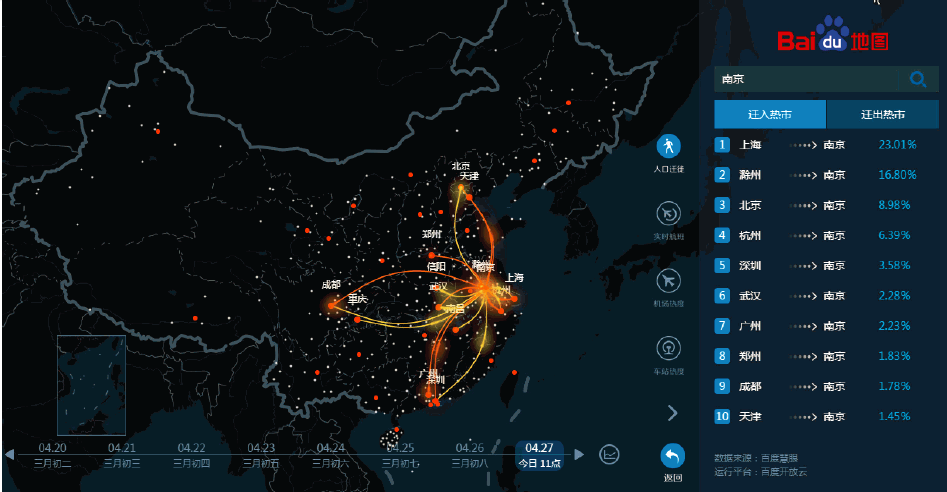 北京
天津
郑州
信阳
滁州
南京
上海
成都
重庆
武汉
杭州
南昌
广州
深圳
人口迁徙
实时航班
机场热度
车站热度
返回
04.20 04.21 04.22 04.23 04.24 04.25 04.26 04.27
三月初二 三月初三 三月初四 三月初五 三月初六 三月初七 三月初八 今日 11点
Bai du 地图
南京
迁入热市 迁出热市
1 上海 南京 23.01%
2 滁州 南京 16.80%
3 北京 南京 8.98%
4 杭州 南京 6.39%
5 深圳 南京 3.58%
6 武汉 南京 2.28%
7 广州 南京 2.23%
8 郑州 南京 1.83%
9 成都 南京 1.78%
10 天津 南京 1.45%
数据来源：百度慧眼
运行平台：百度开放云